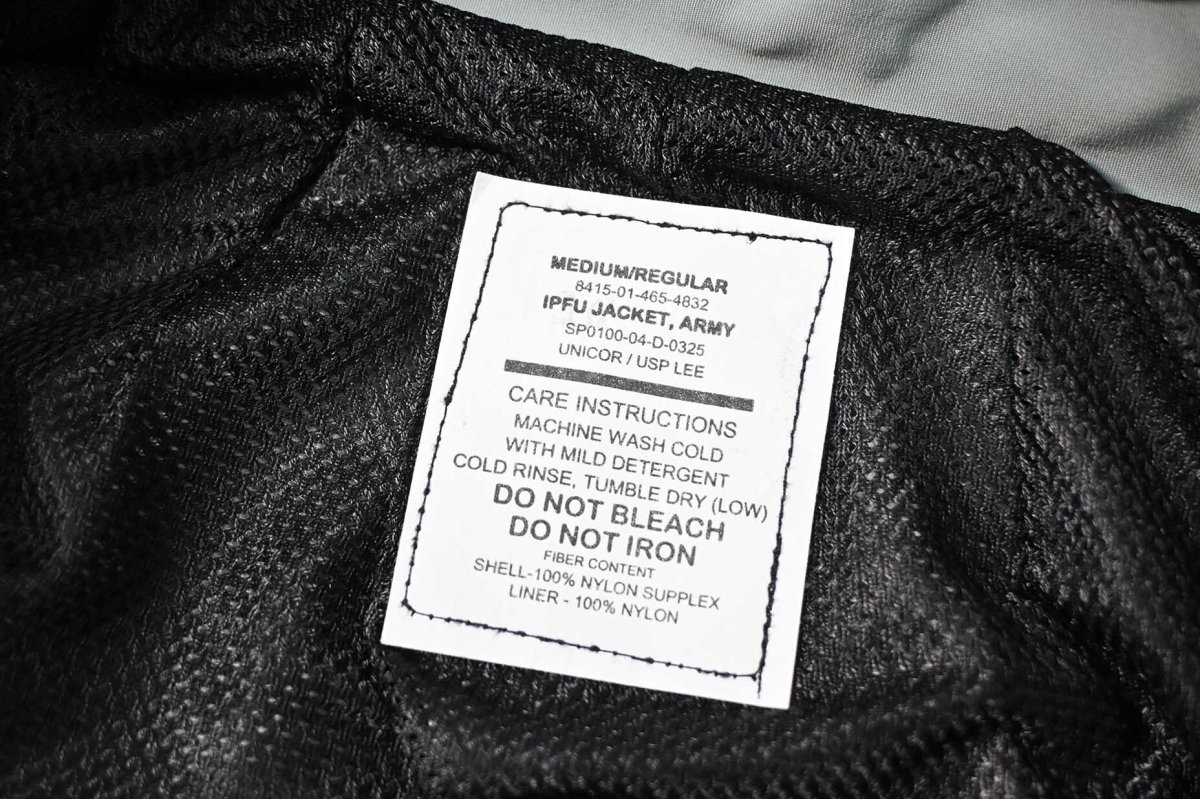 MEDIUM/REGULAR
8415-01-465-4832
IPFU JACKET, ARMY
SP0100-04-D-0325
UNICOR / USP LEE
CARE INSTRUCTIONS
MACHINE WASH COLD
WITH MILD DETERGENT
COLD RINSE, TUMBLE DRY (LOW)
DO NOT BLEACH
DO NOT IRON
FIBER CONTENT
SHELL-100% NYLON SUPPLEX
LINER - 100% NYLON